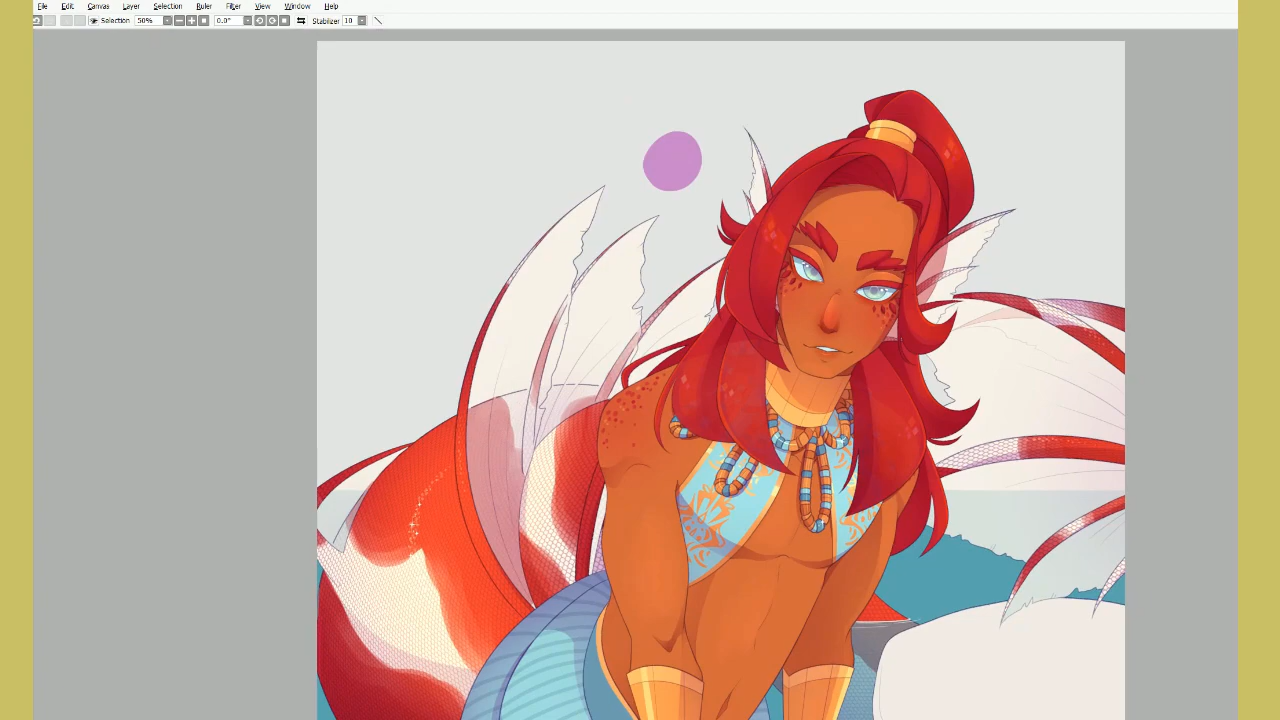 File Edit Canvas Layer Selection Ruler Filter View Window Help
Selection 50% 0.0° Stabilizer 10